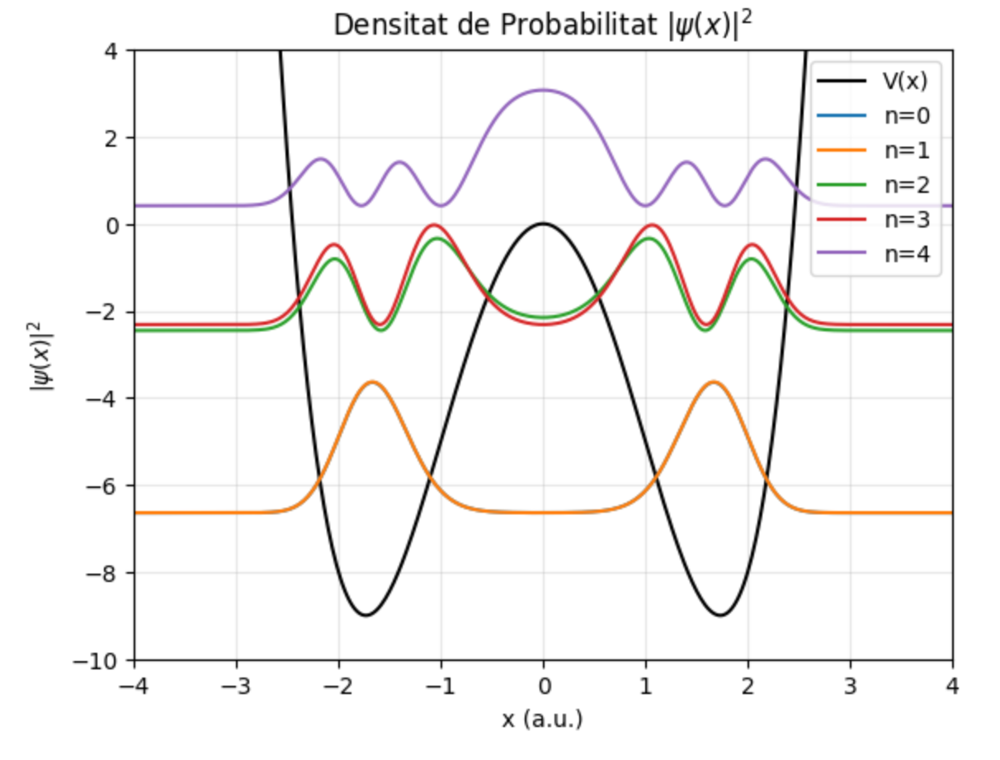 Densitat de Probabilitat |ψ(x)|²
4
2
0
−2
−4
−6
−8
−10
|ψ(x)|²
V(x)
n=0
n=1
n=2
n=3
n=4
−4 −3 −2 −1 0 1 2 3 4
x (a.u.)